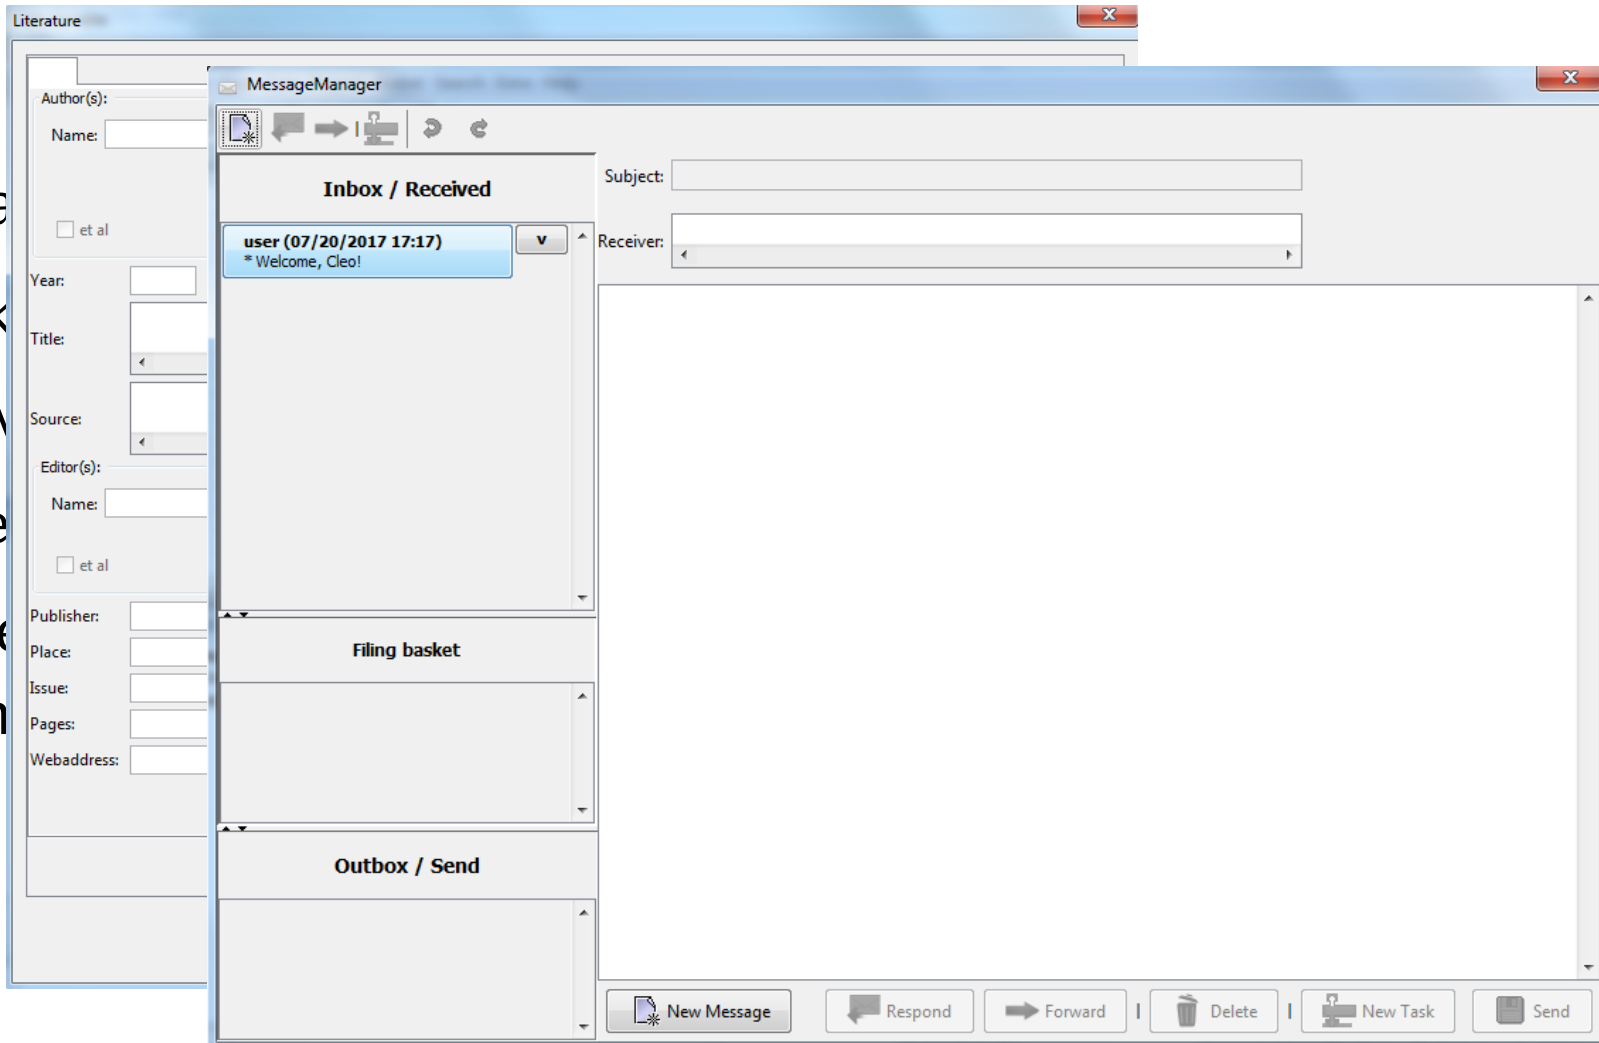 Literature
Author(s):
Name:
et al
Year:
Title:
Source:
Editor(s):
Name:
et al
Publisher:
Place:
Issue:
Pages:
Webaddress:
MessageManager
Inbox / Received
user (07/20/2017 17:17)
v
* Welcome, Cleo!
Filing basket
Outbox / Send
Subject:
Receiver:
New Message
Respond
Forward
Delete
New Task
Send